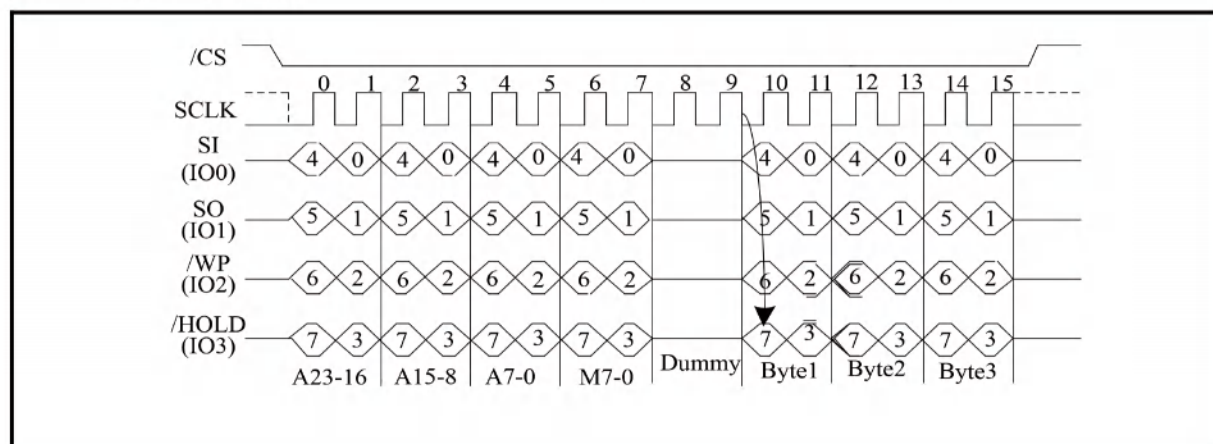 /CS
0 1 2 3 4 5 6 7 8 9 10 11 12 13 14 15
SCLK
SI
(IO0)
4 0 4 0 4 0 4 0 4 0 4 0 4 0
SO
(IO1)
5 1 5 1 5 1 5 1 5 1 5 1 5 1
/WP
(IO2)
6 2 6 2 6 2 6 2 6 2 6 2 6 2
/HOLD
(IO3)
7 3 7 3 7 3 7 3 7 3 7 3 7 3
A23-16 A15-8 A7-0 M7-0 Dummy Byte1 Byte2 Byte3